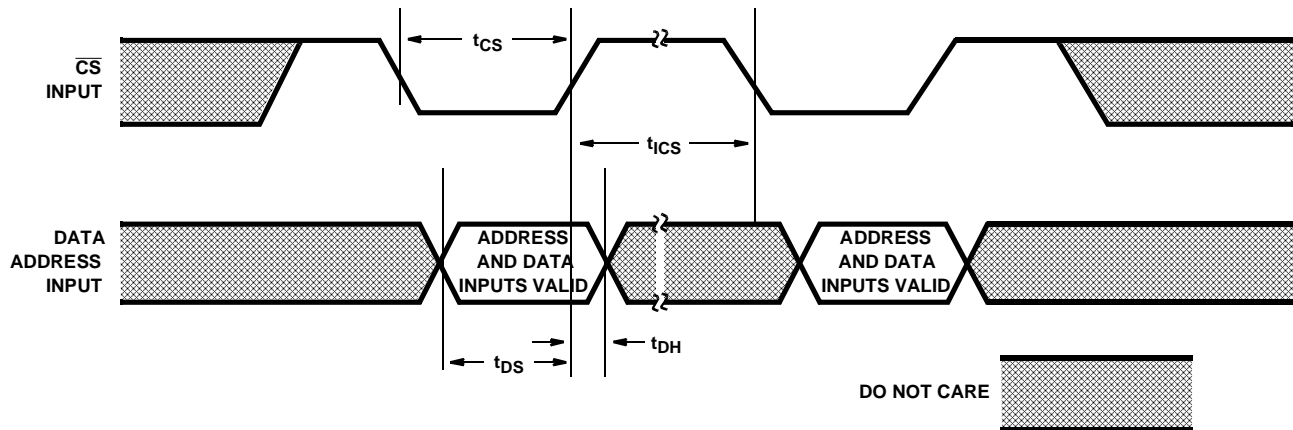 t_CS
C̅S̅
INPUT
t_ICS
DATA
ADDRESS
INPUT
ADDRESS
AND DATA
INPUTS VALID
ADDRESS
AND DATA
INPUTS VALID
t_DS
t_DH
DO NOT CARE